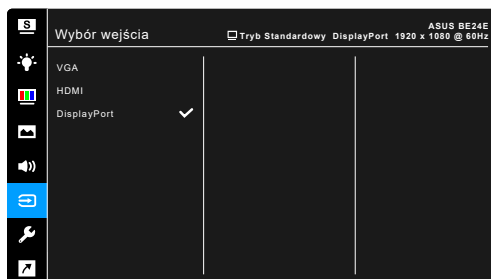 S
ASUS BE24E
Wybór wejścia
Tryb Standardowy DisplayPort 1920 x 1080 @ 60Hz
VGA
HDMI
DisplayPort